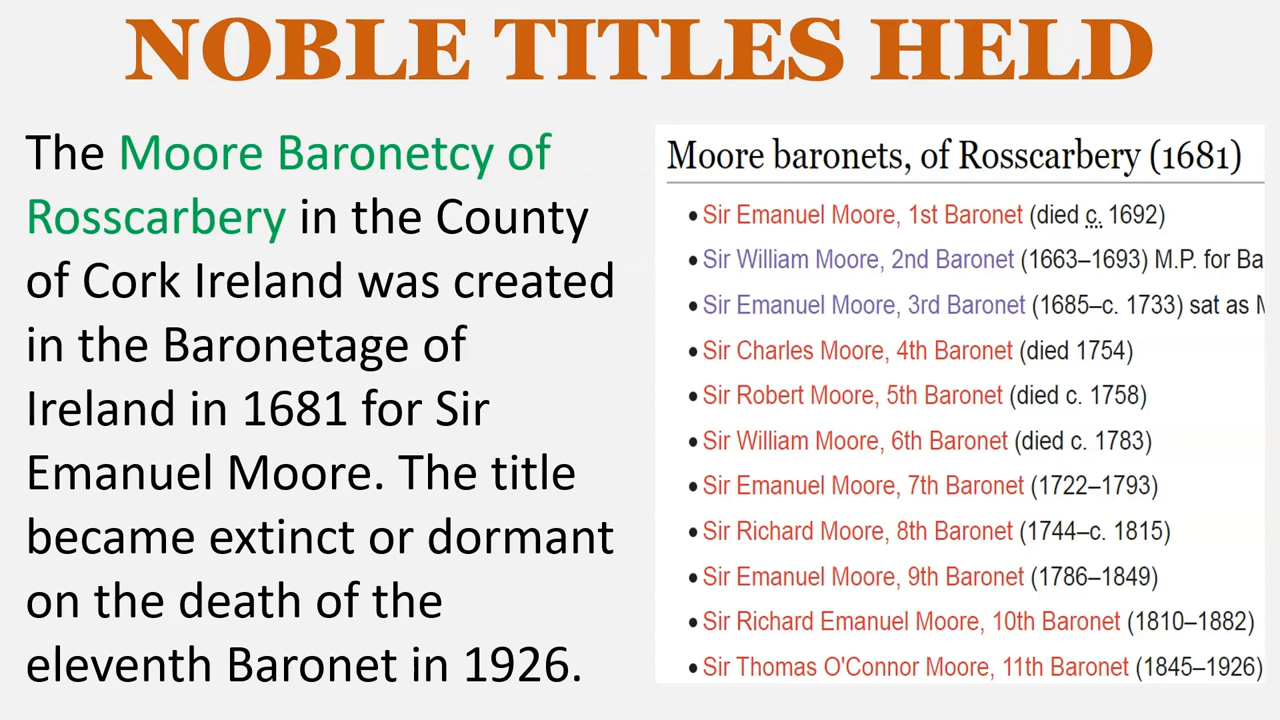 NOBLE TITLES HELD
The Moore Baronetcy of
Rosscarbery in the County
of Cork Ireland was created
in the Baronetage of
Ireland in 1681 for Sir
Emanuel Moore. The title
became extinct or dormant
on the death of the
eleventh Baronet in 1926.
Moore baronets, of Rosscarbery (1681)
• Sir Emanuel Moore, 1st Baronet (died c. 1692)
• Sir William Moore, 2nd Baronet (1663–1693) M.P. for Ba
• Sir Emanuel Moore, 3rd Baronet (1685–c. 1733) sat as M
• Sir Charles Moore, 4th Baronet (died 1754)
• Sir Robert Moore, 5th Baronet (died c. 1758)
• Sir William Moore, 6th Baronet (died c. 1783)
• Sir Emanuel Moore, 7th Baronet (1722–1793)
• Sir Richard Moore, 8th Baronet (1744–c. 1815)
• Sir Emanuel Moore, 9th Baronet (1786–1849)
• Sir Richard Emanuel Moore, 10th Baronet (1810–1882)
• Sir Thomas O'Connor Moore, 11th Baronet (1845–1926)